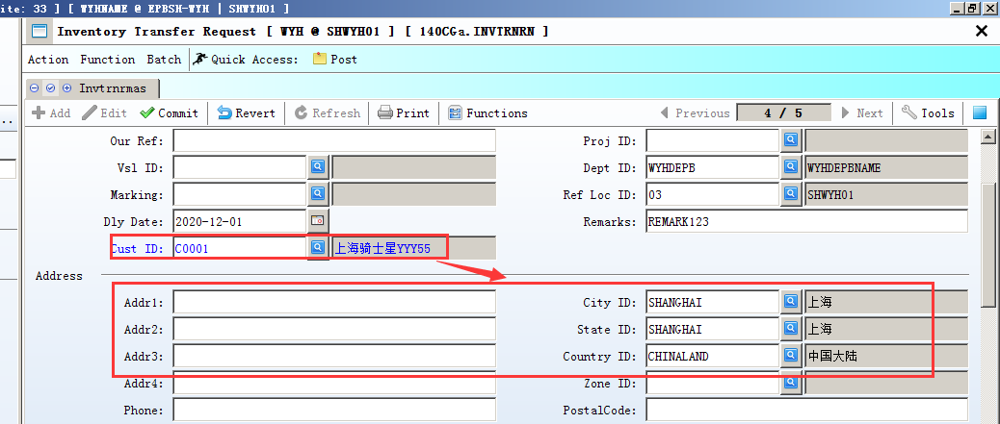 ite: 33 ] [ WYHNAME @ EPBSH-WYH | SHWYH01 ]
Inventory Transfer Request [ WYH @ SHWYH01 ] [ 140CGa.INVTRNRN ]
Action Function Batch Quick Access: Post
Invtrnrmas
Add Edit Commit Revert Refresh Print Functions Previous 4 / 5 Next Tools
Our Ref: Proj ID:
Vsl ID: Dept ID: WYHDEPB WYHDEPBNAME
Marking: Ref Loc ID: 03 SHWYH01
Dly Date: 2020-12-01 Remarks: REMARK123
Cust ID: C0001 上海骑士星YYY55
Address
Addr1: City ID: SHANGHAI 上海
Addr2: State ID: SHANGHAI 上海
Addr3: Country ID: CHINALAND 中国大陆
Addr4: Zone ID:
Phone: PostalCode: